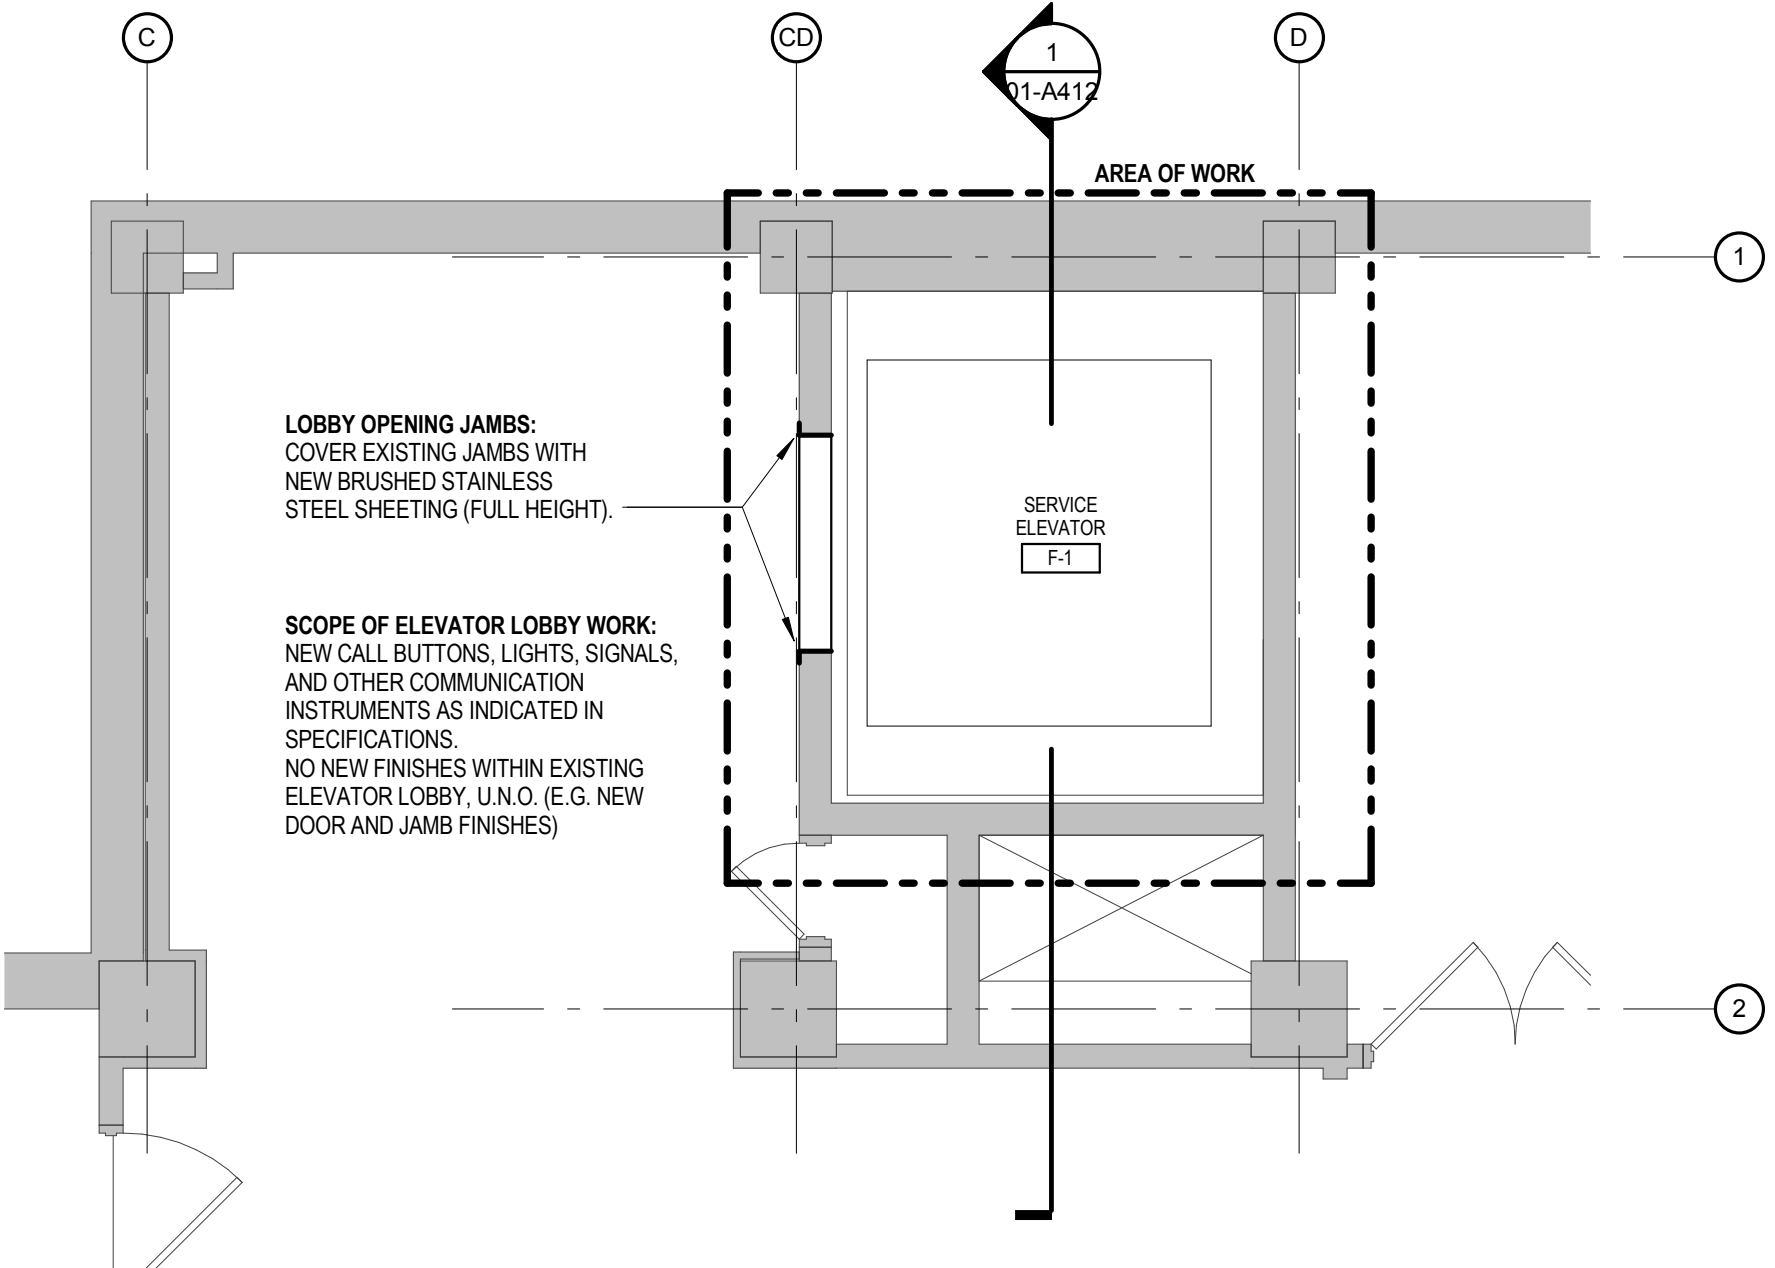 C
CD
1
01-A412
D
AREA OF WORK
1
LOBBY OPENING JAMBS:
COVER EXISTING JAMBS WITH
NEW BRUSHED STAINLESS
STEEL SHEETING (FULL HEIGHT).
SERVICE
ELEVATOR
F-1
SCOPE OF ELEVATOR LOBBY WORK:
NEW CALL BUTTONS, LIGHTS, SIGNALS,
AND OTHER COMMUNICATION
INSTRUMENTS AS INDICATED IN
SPECIFICATIONS.
NO NEW FINISHES WITHIN EXISTING
ELEVATOR LOBBY, U.N.O. (E.G. NEW
DOOR AND JAMB FINISHES)
2